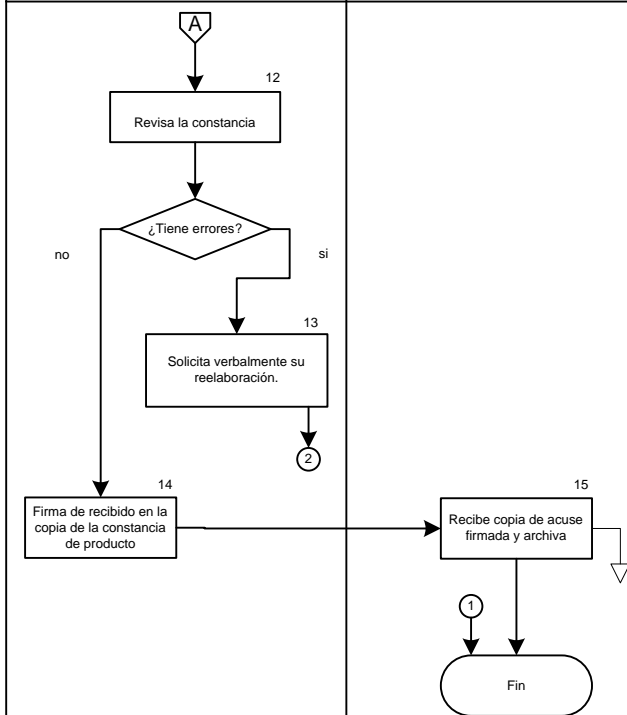 A
12
Revisa la constancia
¿Tiene errores?
no
si
13
Solicita verbalmente su
reelaboración.
2
14
Firma de recibido en la
copia de la constancia
de producto
15
Recibe copia de acuse
firmada y archiva
1
Fin